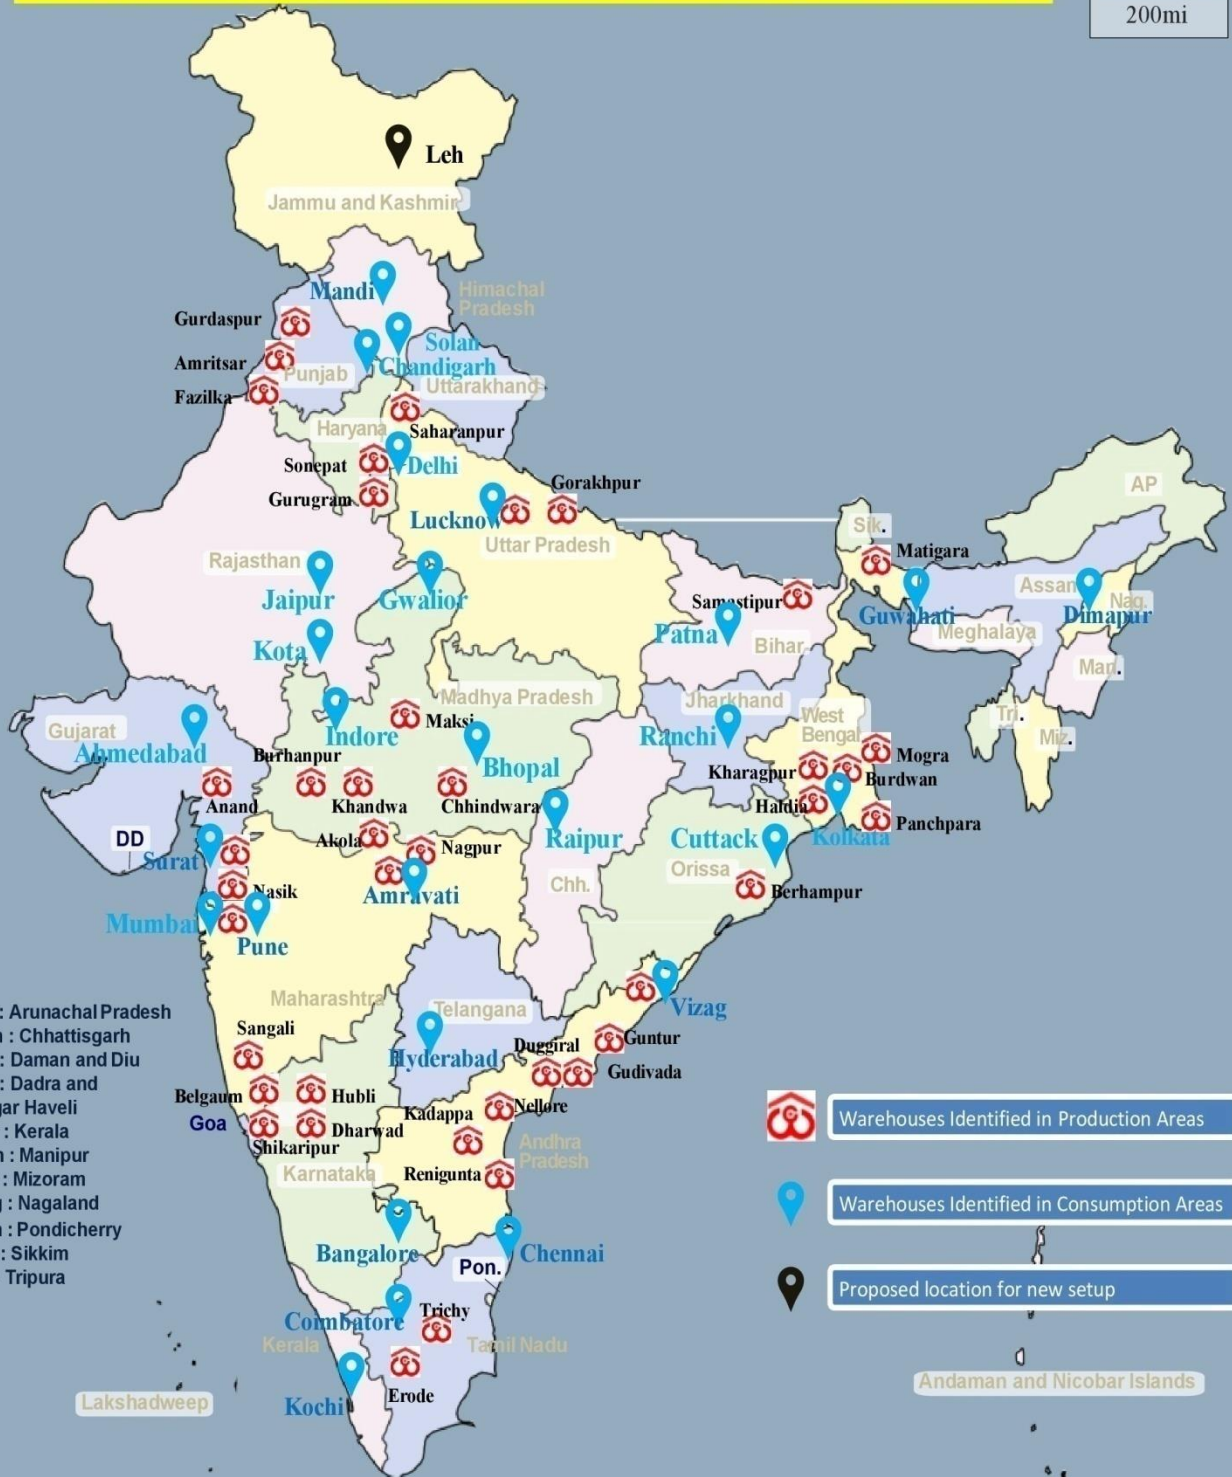 200mi
Leh
Jammu and Kashmir
Mandi
Himachal
Pradesh
Gurdaspur
Solan
Amritsar
Chandigarh
Punjab
Uttarakhand
Fazilka
Haryana
Saharanpur
Sonepat
Delhi
Gurugram
Gorakhpur
Lucknow
Uttar Pradesh
AP
Sik.
Matigara
Rajasthan
Jaipur
Gwalior
Samastipur
Assam
Nag.
Guwahati
Dimapur
Kota
Patna
Bihar
Meghalaya
Man.
Madhya Pradesh
Jharkhand
West
Bengal
Tri.
Miz.
Gujarat
Ahmedabad
Indore
Maksi
Ranchi
Burhanpur
Bhopal
Mogra
Kharagpur
Burdwan
Anand
Khandwa
Chhindwara
Haldia
Panchpara
DD
Akola
Nagpur
Raipur
Cuttack
Kolkata
Surat
Orissa
Chh.
Nasik
Amravati
Berhampur
Mumbai
Pune
Maharashtra
Telangana
Vizag
: Arunachal Pradesh
: Chhattisgarh
: Daman and Diu
: Dadra and
gar Haveli
: Kerala
: Manipur
: Mizoram
: Nagaland
: Pondicherry
: Sikkim
Tripura
Sangali
Hyderabad
Duggiral
Guntur
Gudivada
Belgaum
Hubli
Kadappa
Nellore
Goa
Dharwad
Shikaripur
Andhra
Pradesh
Karnataka
Renigunta
Bangalore
Chennai
Pon.
Coimbatore
Trichy
Kerala
Tamil Nadu
Erode
Kochi
Lakshadweep
Warehouses Identified in Production Areas
Warehouses Identified in Consumption Areas
Proposed location for new setup
Andaman and Nicobar Islands